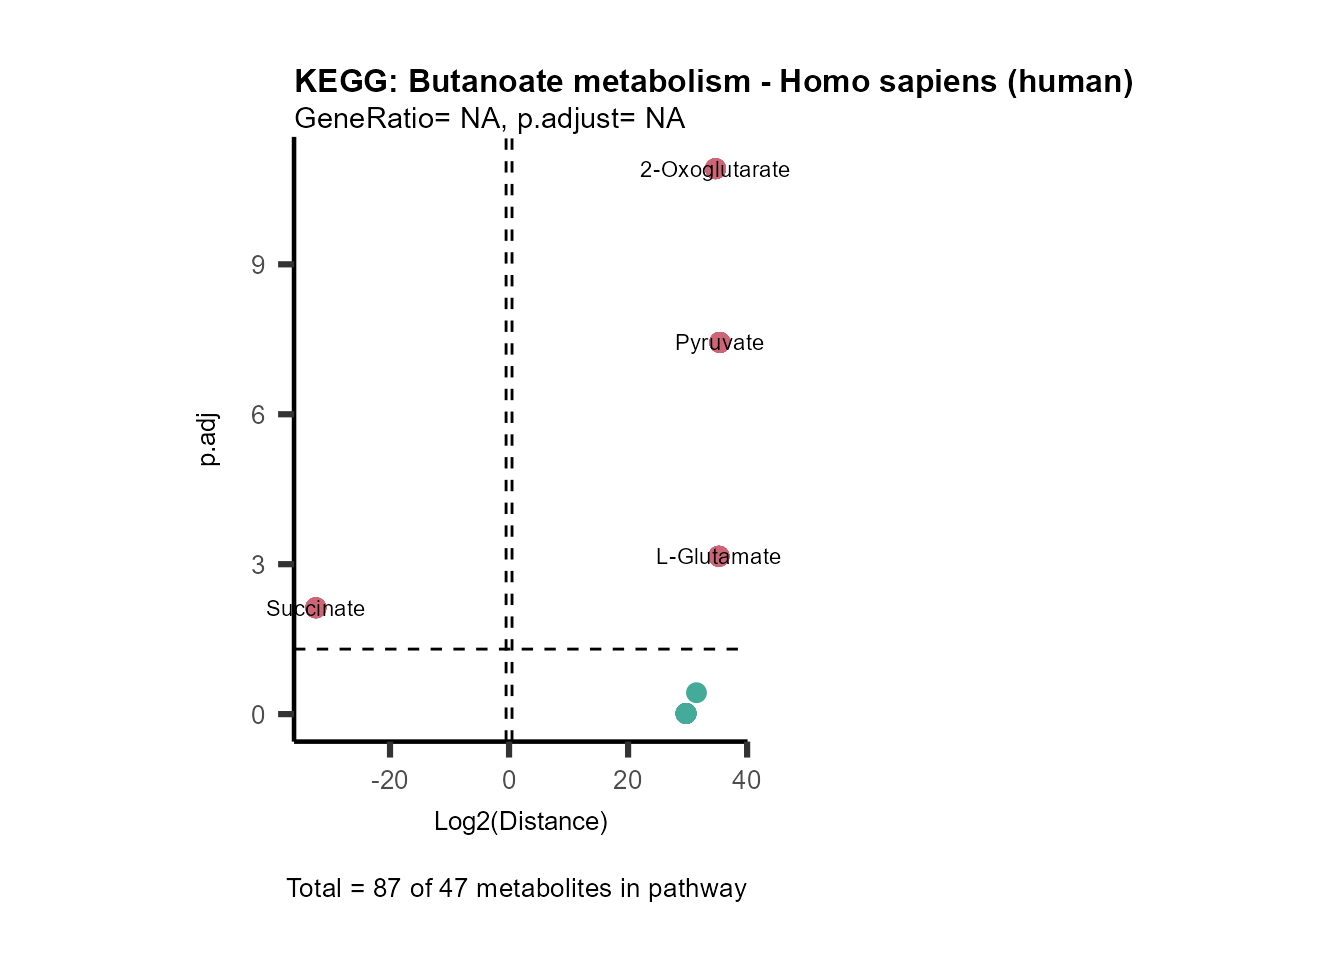 KEGG: Butanoate metabolism - Homo sapiens (human)
GeneRatio= NA, p.adjust= NA
2-Oxoglutarate
9
Pyruvate
6
p.adj
L-Glutamate
3
Succinate
0
-20 0 20 40
Log2(Distance)
Total = 87 of 47 metabolites in pathway